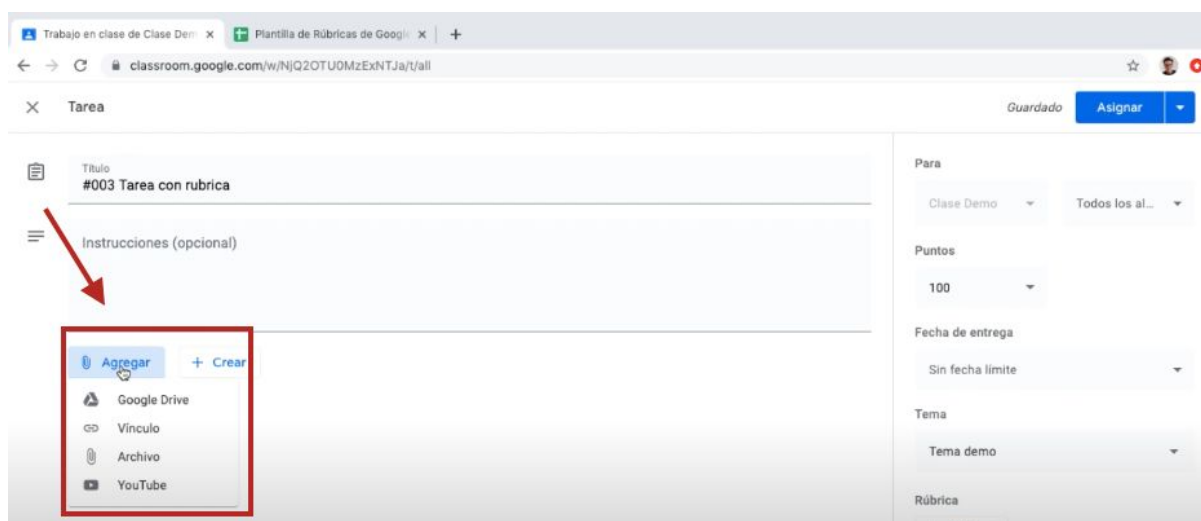 Trabajo en clase de Clase Dem
Plantilla de Rúbricas de Google
classroom.google.com/w/NjQ2OTU0MzExNTJa/t/all
Tarea
Guardado
Asignar
Título
#003 Tarea con rubrica
Instrucciones (opcional)
Agregar
Crear
Google Drive
Vínculo
Archivo
YouTube
Para
Clase Demo
Todos los al...
Puntos
100
Fecha de entrega
Sin fecha límite
Tema
Tema demo
Rúbrica